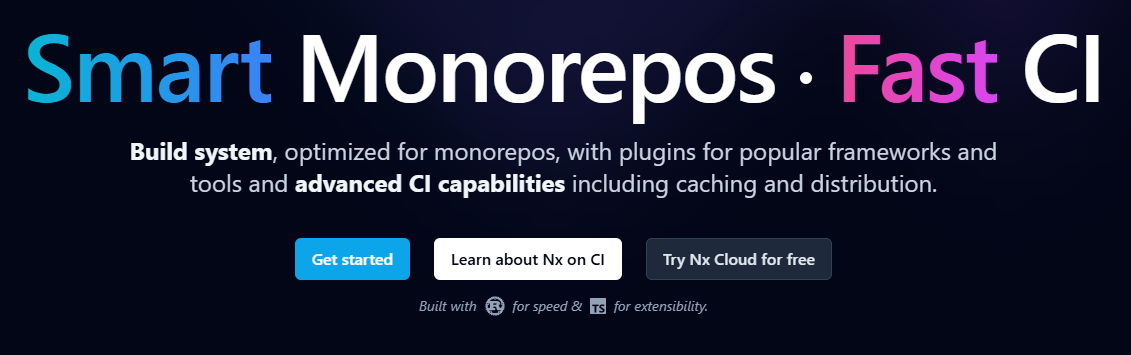 Smart Monorepos · Fast CI
Build system, optimized for monorepos, with plugins for popular frameworks and
tools and advanced CI capabilities including caching and distribution.
Get started Learn about Nx on CI Try Nx Cloud for free
Built with R for speed & TS for extensibility.